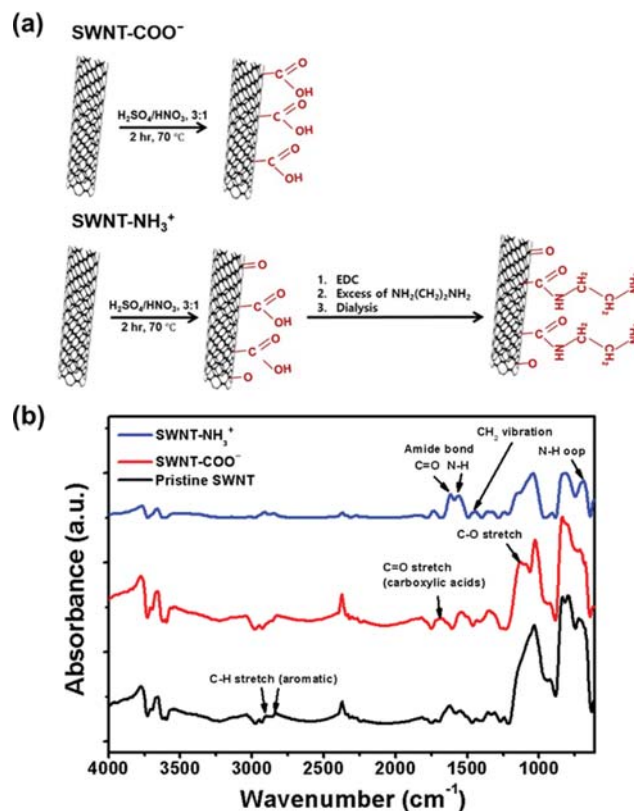 (a)
SWNT-COO⁻
H₂SO₄/HNO₃, 3:1
2 hr, 70 ℃
C
O
OH
C
O
OH
C
O
OH
SWNT-NH₃⁺
H₂SO₄/HNO₃, 3:1
2 hr, 70 ℃
O
C
O
OH
C
O
OH
O
1. EDC
2. Excess of NH₂(CH₂)₂NH₂
3. Dialysis
O
C
O
NH
CH₂
CH₂
C
O
NH
CH₂
CH₂
O
(b)
SWNT-NH₃⁺
SWNT-COO⁻
Pristine SWNT
Amide bond
C=O N-H
CH₂ vibration
N-H oop
C-O stretch
C=O stretch
(carboxylic acids)
C-H stretch (aromatic)
Absorbance (a.u.)
4000 3500 3000 2500 2000 1500 1000
Wavenumber (cm⁻¹)